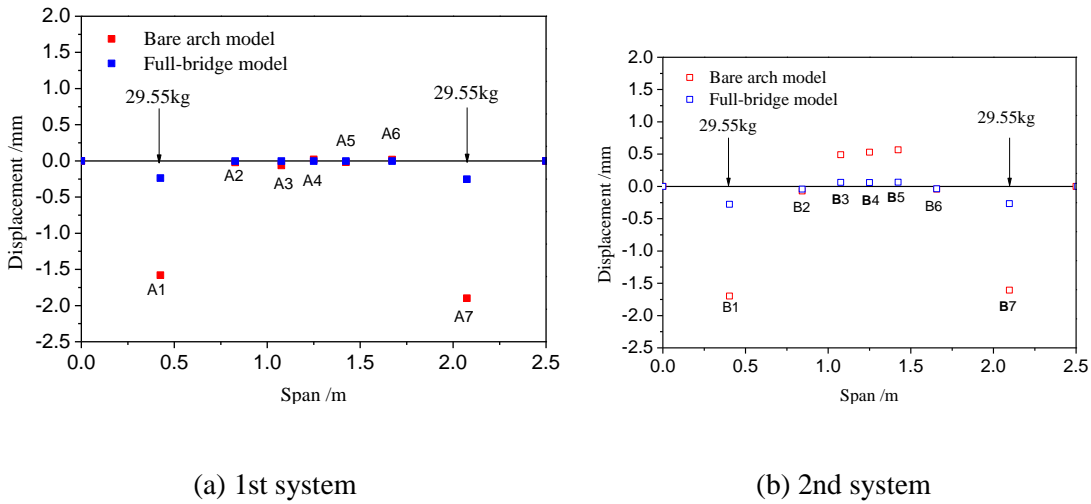 2.0
1.5
1.0
0.5
0.0
-0.5
-1.0
-1.5
-2.0
-2.5
Displacement /mm
Bare arch model
Full-bridge model
29.55kg
29.55kg
A1
A2
A3
A4
A5
A6
A7
0.0 0.5 1.0 1.5 2.0 2.5
Span /m
(a) 1st system
2.0
1.5
1.0
0.5
0.0
-0.5
-1.0
-1.5
-2.0
-2.5
Displacement /mm
Bare arch model
Full-bridge model
29.55kg
29.55kg
B1
B2
B3
B4
B5
B6
B7
0.0 0.5 1.0 1.5 2.0 2.5
Span /m
(b) 2nd system